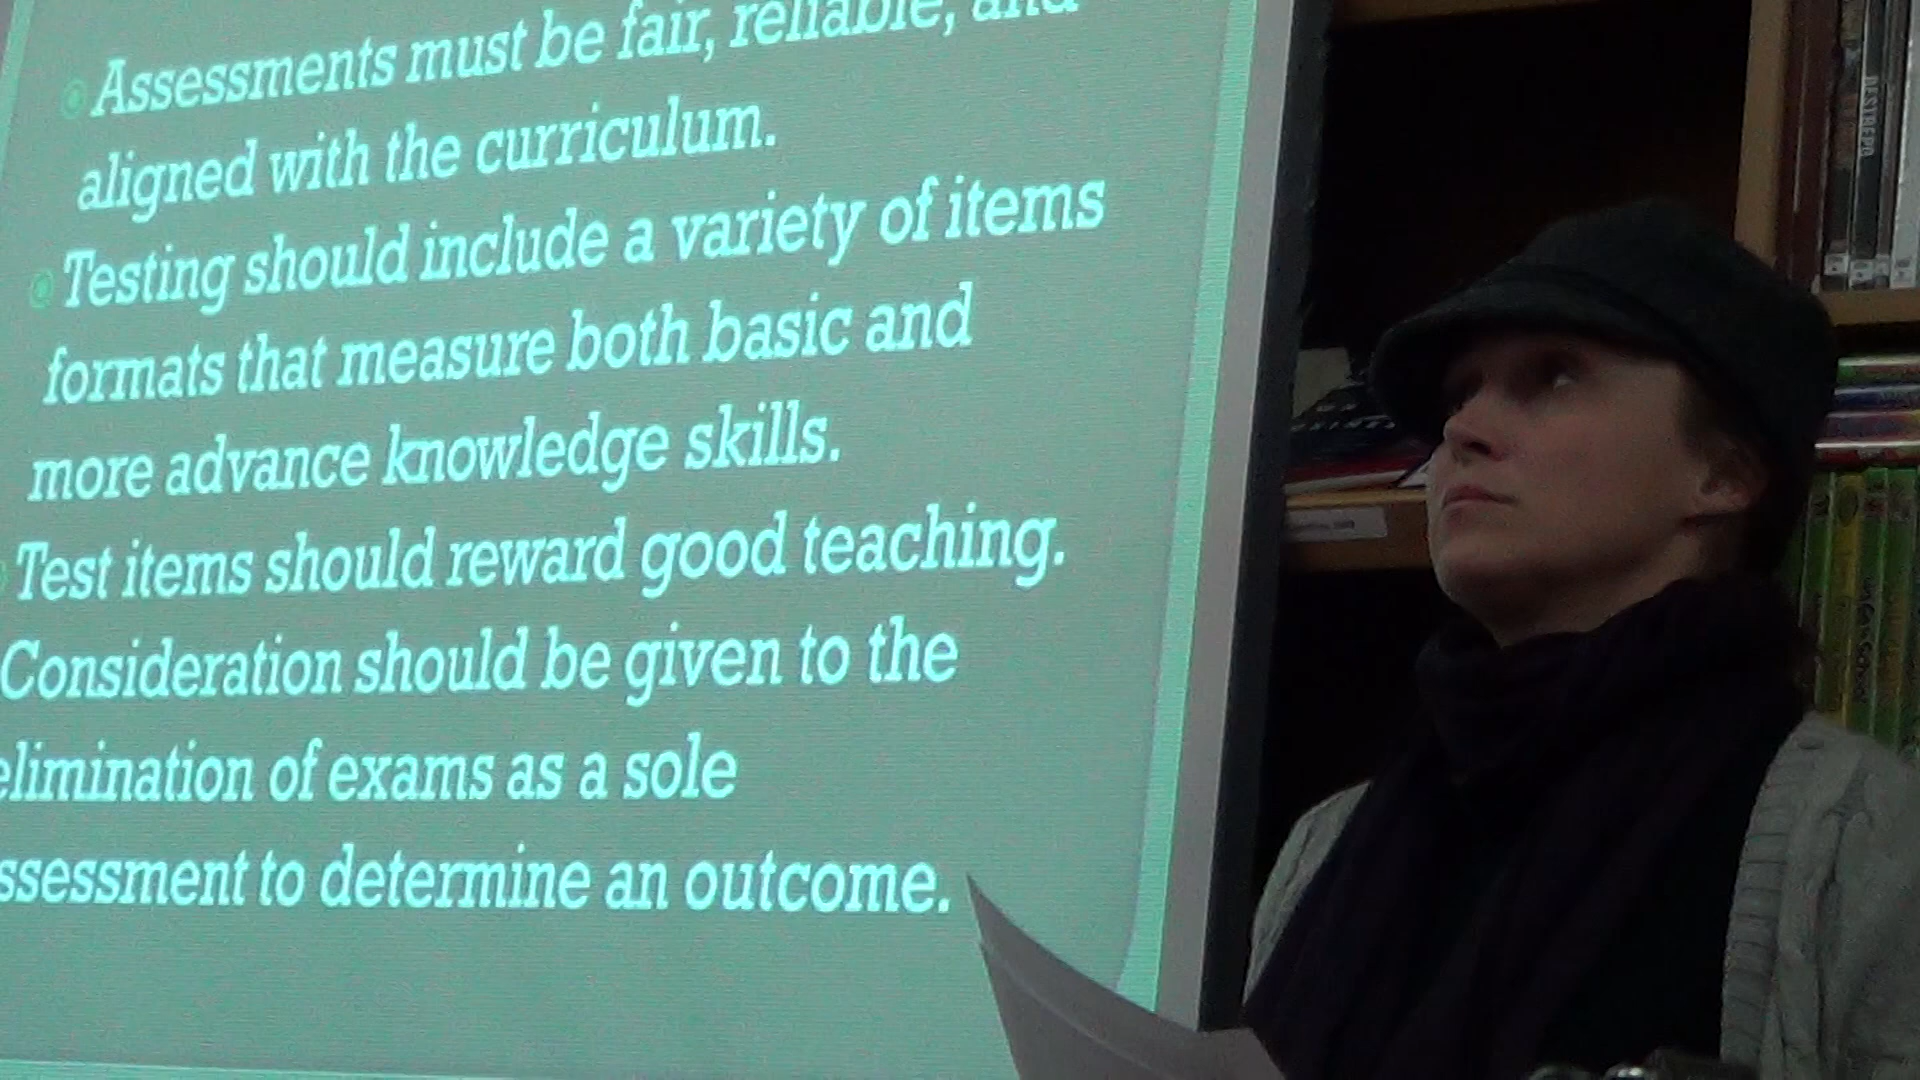 Assessments must be fair, reliable, and
aligned with the curriculum.
Testing should include a variety of items
formats that measure both basic and
more advance knowledge skills.
Test items should reward good teaching.
Consideration should be given to the
elimination of exams as a sole
ssessment to determine an outcome.
RESTREPO